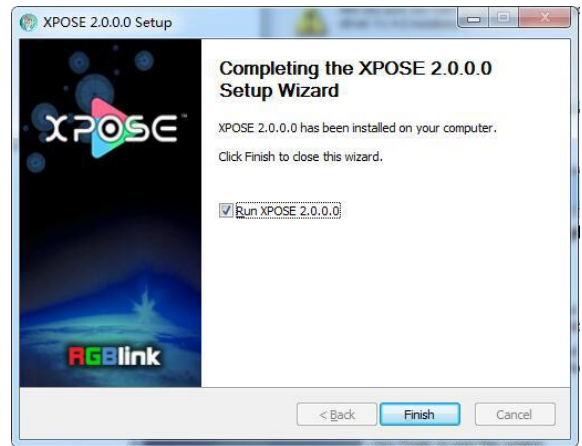 XPOSE 2.0.0.0 Setup
XPOSE™
Completing the XPOSE 2.0.0.0
Setup Wizard
XPOSE 2.0.0.0 has been installed on your computer.
Click Finish to close this wizard.
Run XPOSE 2.0.0.0
RGBlink
< Back
Finish
Cancel